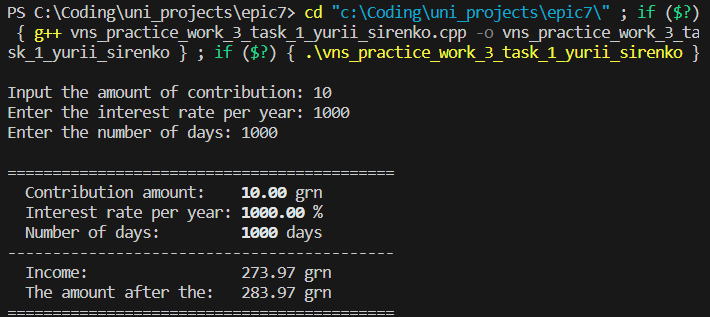 PS C:\Coding\uni_projects\epic7> cd "c:\Coding\uni_projects\epic7\" ; if ($?)
 { g++ vns_practice_work_3_task_1_yurii_sirenko.cpp -o vns_practice_work_3_ta
sk_1_yurii_sirenko } ; if ($?) { .\vns_practice_work_3_task_1_yurii_sirenko }

Input the amount of contribution: 10
Enter the interest rate per year: 1000
Enter the number of days: 1000

===========================================
  Contribution amount:    10.00 grn
  Interest rate per year: 1000.00 %
  Number of days:         1000 days
-------------------------------------------
  Income:                 273.97 grn
  The amount after the:   283.97 grn
===========================================